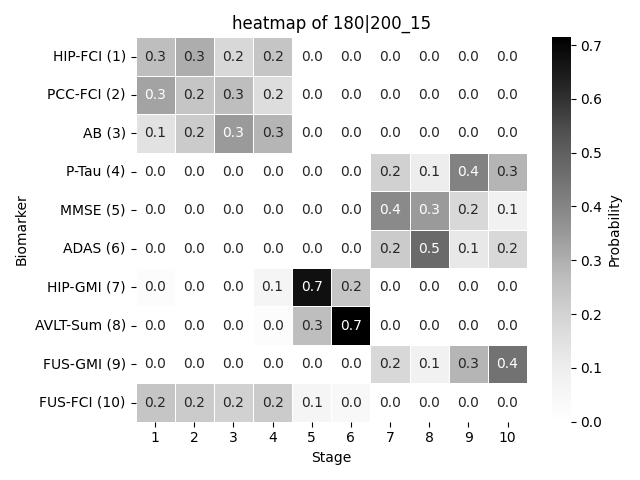 heatmap of 180|200_15
HIP-FCI (1) 0.3 0.3 0.2 0.2 0.0 0.0 0.0 0.0 0.0 0.0
PCC-FCI (2) 0.3 0.2 0.3 0.2 0.0 0.0 0.0 0.0 0.0 0.0
AB (3) 0.1 0.2 0.3 0.3 0.0 0.0 0.0 0.0 0.0 0.0
P-Tau (4) 0.0 0.0 0.0 0.0 0.0 0.0 0.2 0.1 0.4 0.3
MMSE (5) 0.0 0.0 0.0 0.0 0.0 0.0 0.4 0.3 0.2 0.1
ADAS (6) 0.0 0.0 0.0 0.0 0.0 0.0 0.2 0.5 0.1 0.2
HIP-GMI (7) 0.0 0.0 0.0 0.1 0.7 0.2 0.0 0.0 0.0 0.0
AVLT-Sum (8) 0.0 0.0 0.0 0.0 0.3 0.7 0.0 0.0 0.0 0.0
FUS-GMI (9) 0.0 0.0 0.0 0.0 0.0 0.0 0.2 0.1 0.3 0.4
FUS-FCI (10) 0.2 0.2 0.2 0.2 0.1 0.0 0.0 0.0 0.0 0.0
1 2 3 4 5 6 7 8 9 10
Stage
Biomarker
0.7
0.6
0.5
0.4
0.3
0.2
0.1
0.0
Probability